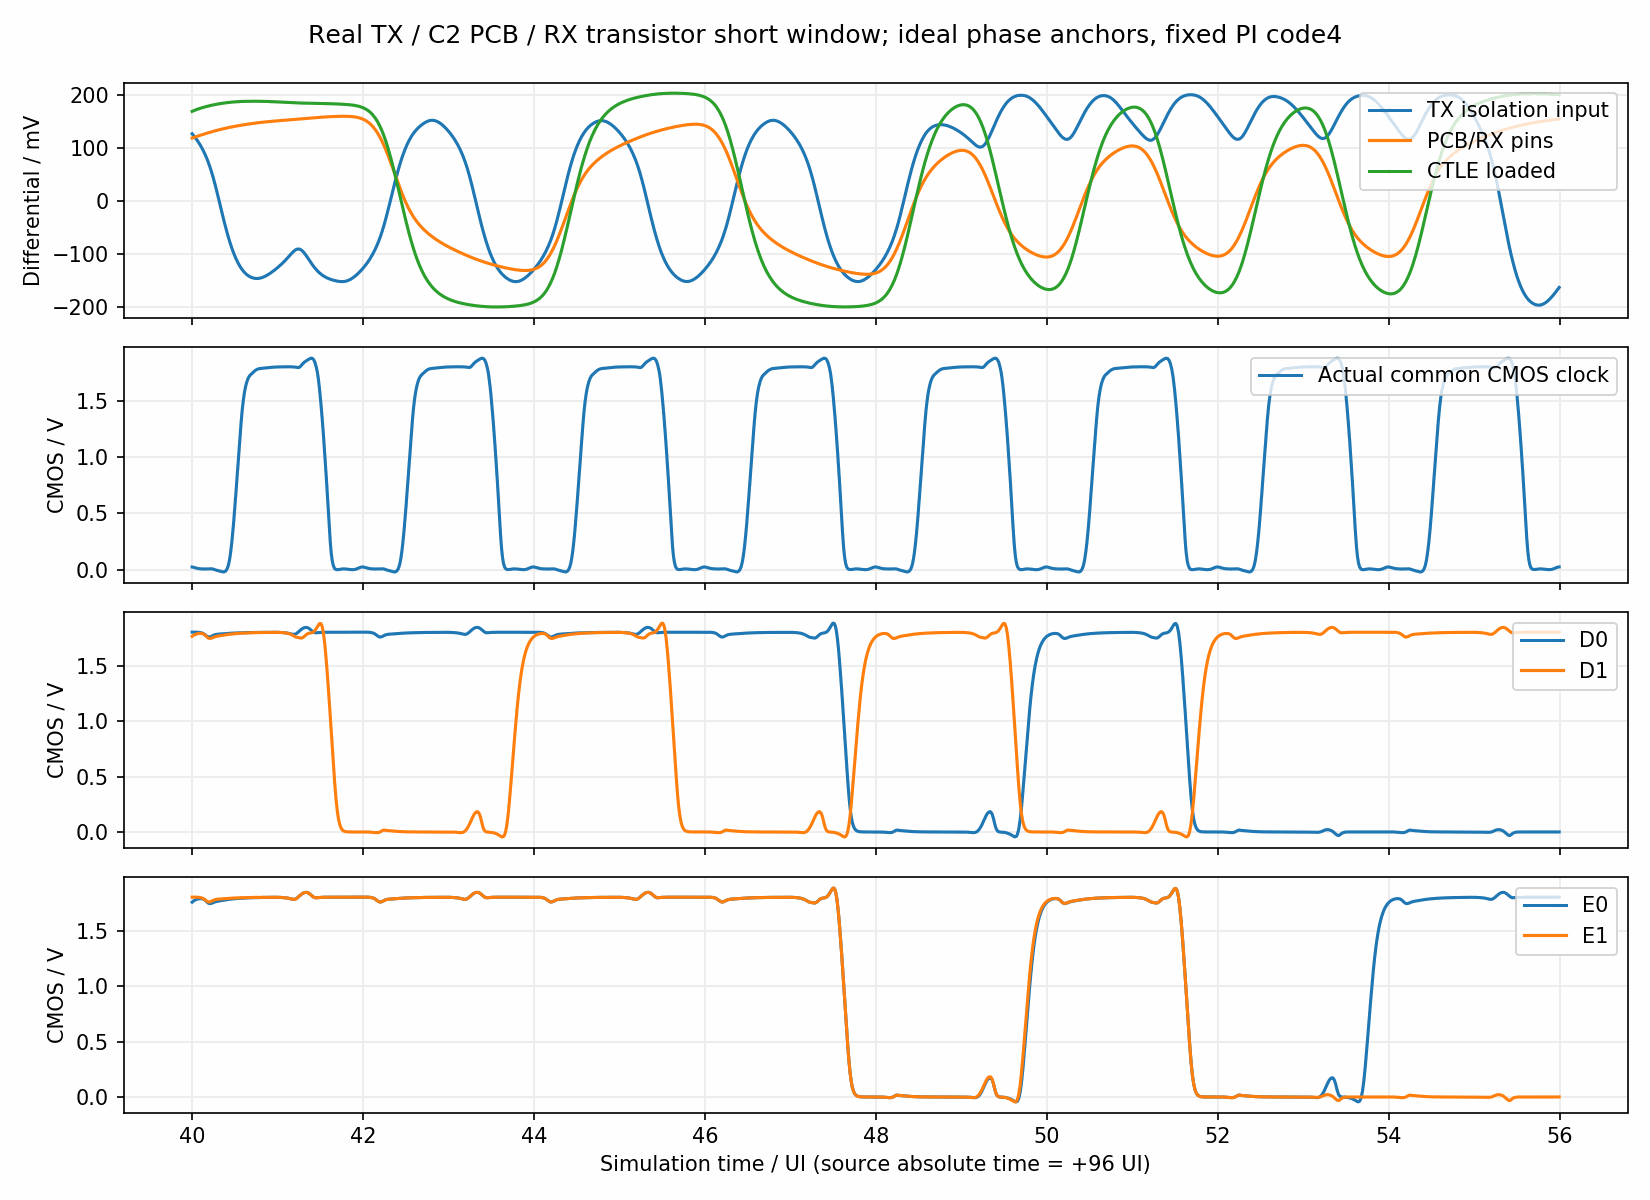 Real TX / C2 PCB / RX transistor short window; ideal phase anchors, fixed PI code4
Differential / mV
200
100
0
−100
−200
TX isolation input
PCB/RX pins
CTLE loaded
CMOS / V
1.5
1.0
0.5
0.0
Actual common CMOS clock
CMOS / V
1.5
1.0
0.5
0.0
D0
D1
CMOS / V
1.5
1.0
0.5
0.0
E0
E1
40 42 44 46 48 50 52 54 56
Simulation time / UI (source absolute time = +96 UI)